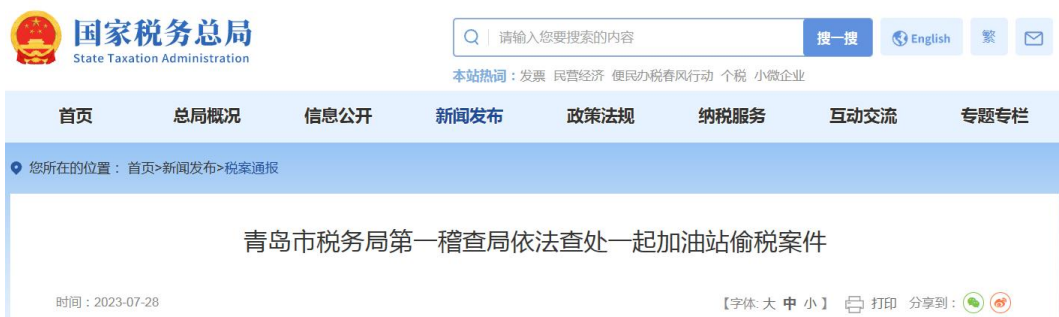 国家税务总局
State Taxation Administration
请输入您要搜索的内容
搜一搜
English
繁
本站热词：发票 民营经济 便民办税春风行动 个税 小微企业
首页 总局概况 信息公开 新闻发布 政策法规 纳税服务 互动交流 专题专栏
您所在的位置： 首页>新闻发布>税案通报
青岛市税务局第一稽查局依法查处一起加油站偷税案件
时间：2023-07-28
【字体: 大 中 小 】 打印 分享到：